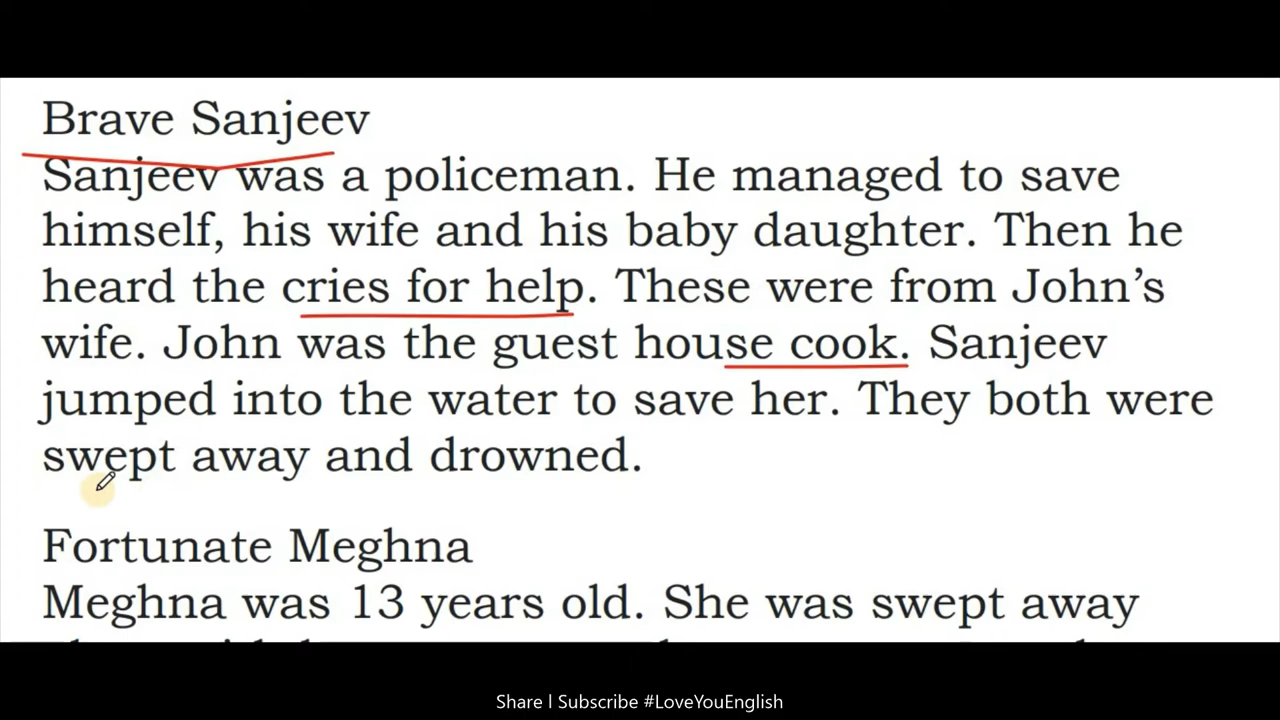 Brave Sanjeev
Sanjeev was a policeman. He managed to save
himself, his wife and his baby daughter. Then he
heard the cries for help. These were from John’s
wife. John was the guest house cook. Sanjeev
jumped into the water to save her. They both were
swept away and drowned.
Fortunate Meghna
Meghna was 13 years old. She was swept away
Share l Subscribe #LoveYouEnglish